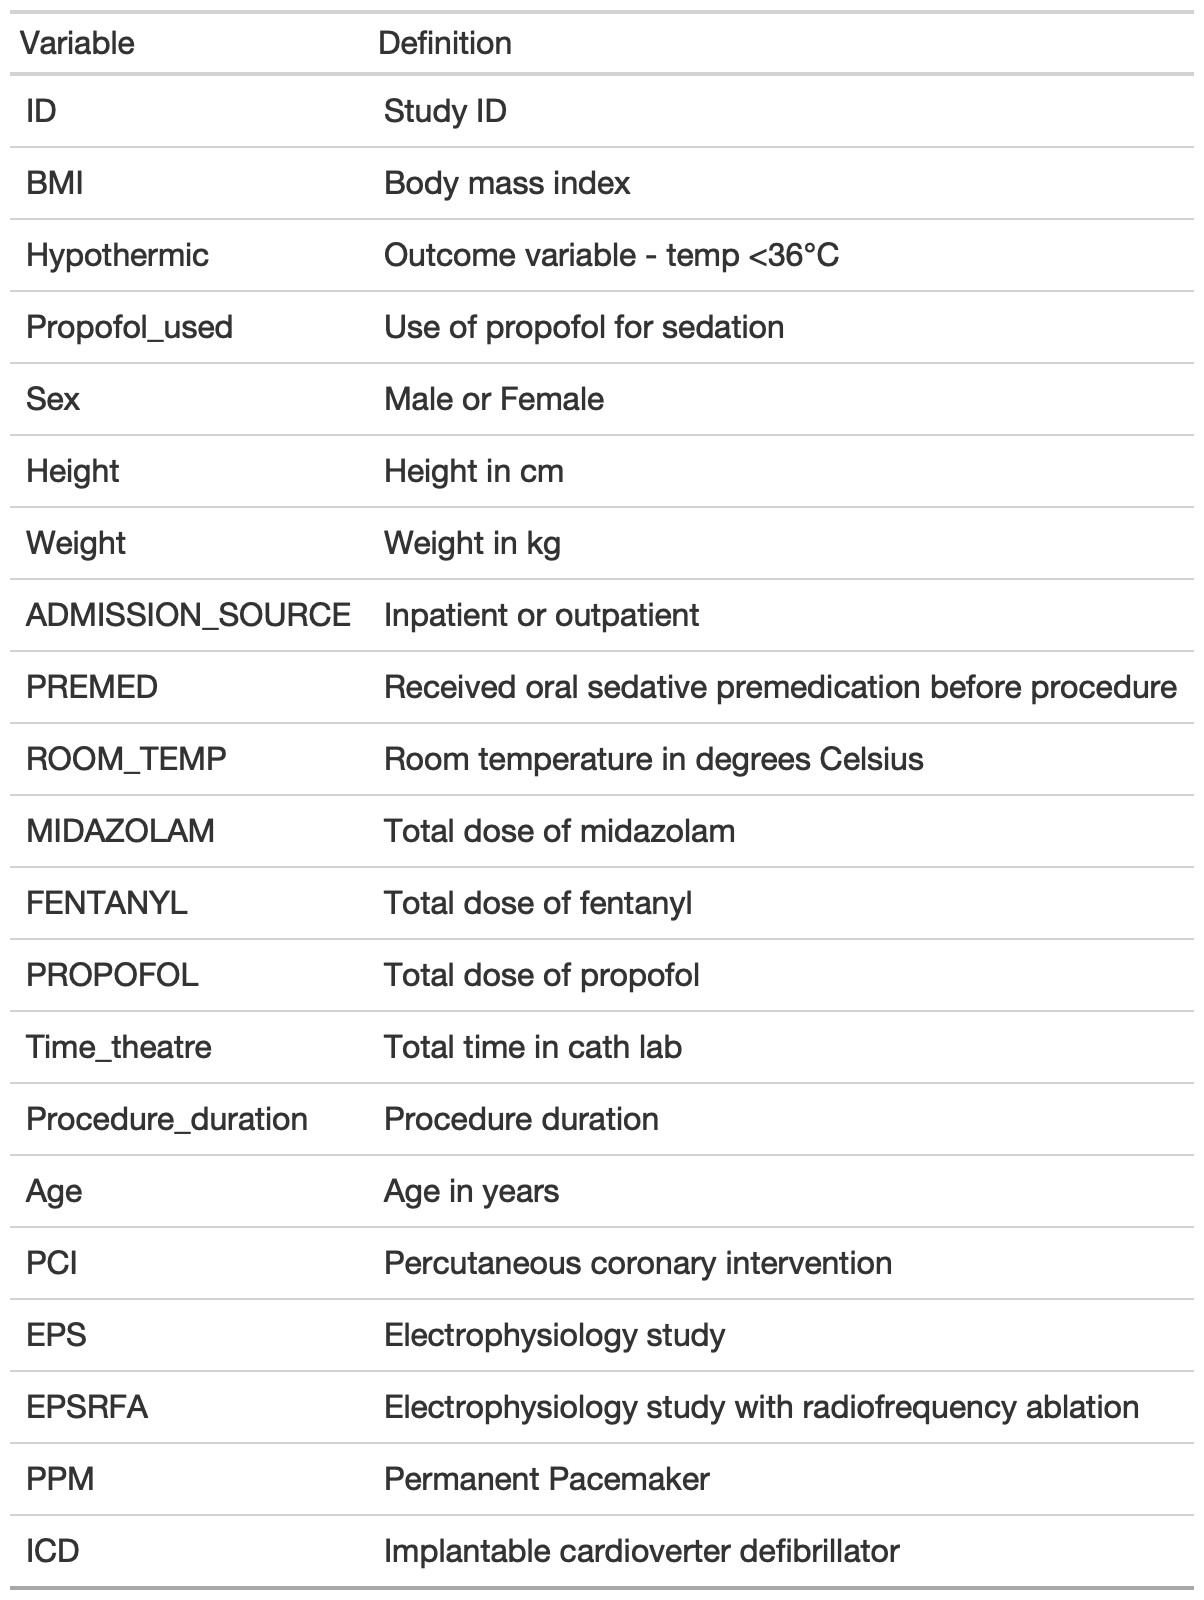 Variable Definition
ID Study ID
BMI Body mass index
Hypothermic Outcome variable - temp <36°C
Propofol_used Use of propofol for sedation
Sex Male or Female
Height Height in cm
Weight Weight in kg
ADMISSION_SOURCE Inpatient or outpatient
PREMED Received oral sedative premedication before procedure
ROOM_TEMP Room temperature in degrees Celsius
MIDAZOLAM Total dose of midazolam
FENTANYL Total dose of fentanyl
PROPOFOL Total dose of propofol
Time_theatre Total time in cath lab
Procedure_duration Procedure duration
Age Age in years
PCI Percutaneous coronary intervention
EPS Electrophysiology study
EPSRFA Electrophysiology study with radiofrequency ablation
PPM Permanent Pacemaker
ICD Implantable cardioverter defibrillator